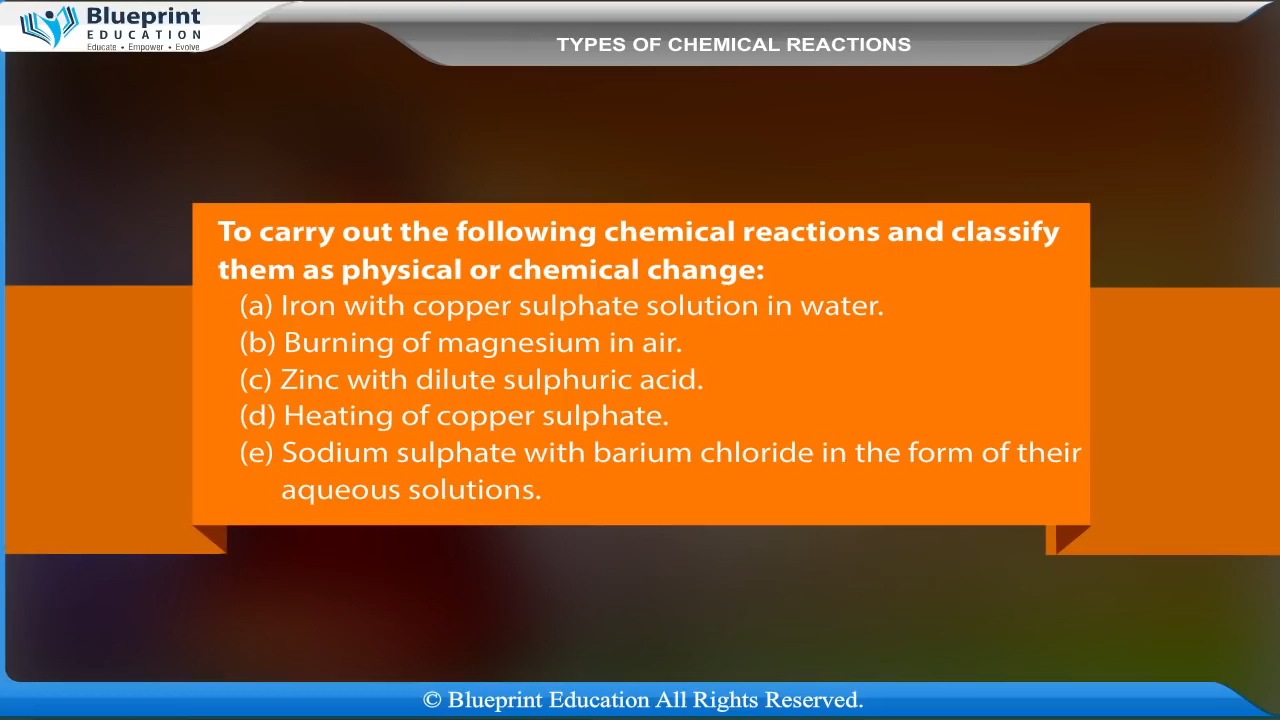 Blueprint
EDUCATION
Educate • Empower • Evolve
TYPES OF CHEMICAL REACTIONS
To carry out the following chemical reactions and classify
them as physical or chemical change:
(a) Iron with copper sulphate solution in water.
(b) Burning of magnesium in air.
(c) Zinc with dilute sulphuric acid.
(d) Heating of copper sulphate.
(e) Sodium sulphate with barium chloride in the form of their
aqueous solutions.
© Blueprint Education All Rights Reserved.